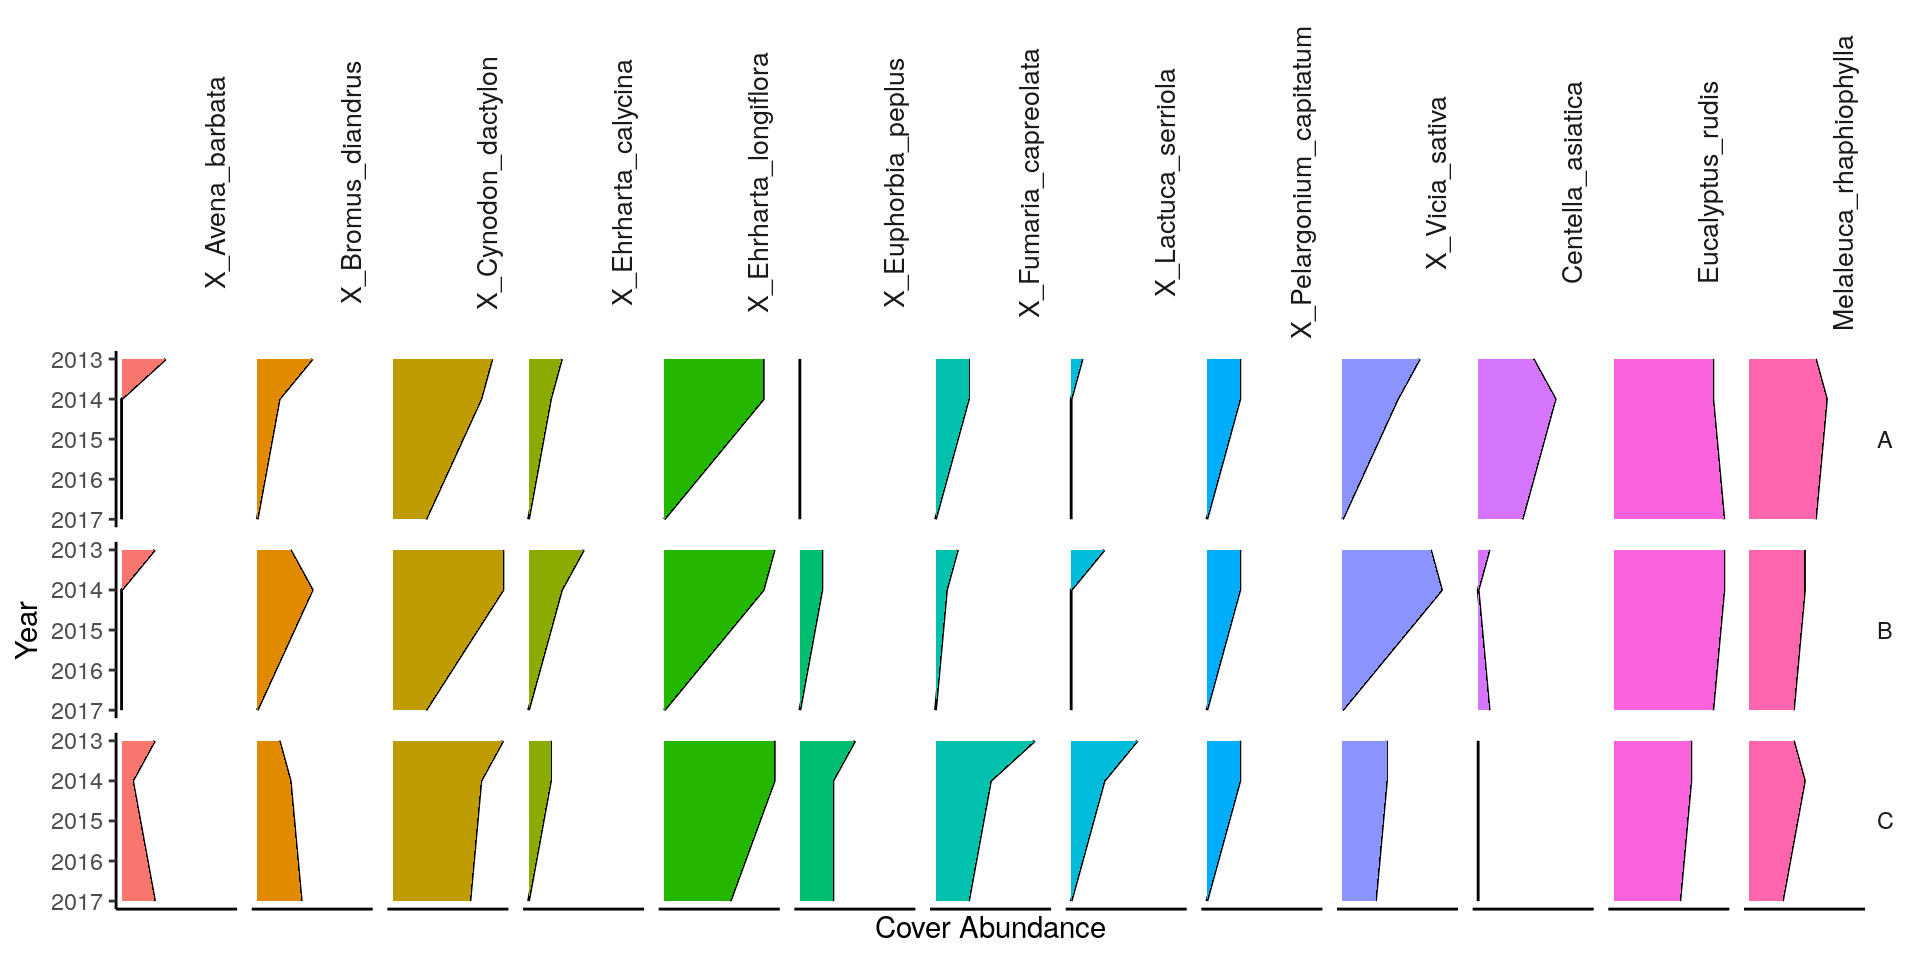 X_Avena_barbata
X_Bromus_diandrus
X_Cynodon_dactylon
X_Ehrharta_calycina
X_Ehrharta_longiflora
X_Euphorbia_peplus
X_Fumaria_capreolata
X_Lactuca_serriola
X_Pelargonium_capitatum
X_Vicia_sativa
Centella_asiatica
Eucalyptus_rudis
Melaleuca_rhaphiophylla
2013
2014
2015
2016
2017
A
2013
2014
2015
2016
2017
B
2013
2014
2015
2016
2017
C
Year
Cover Abundance